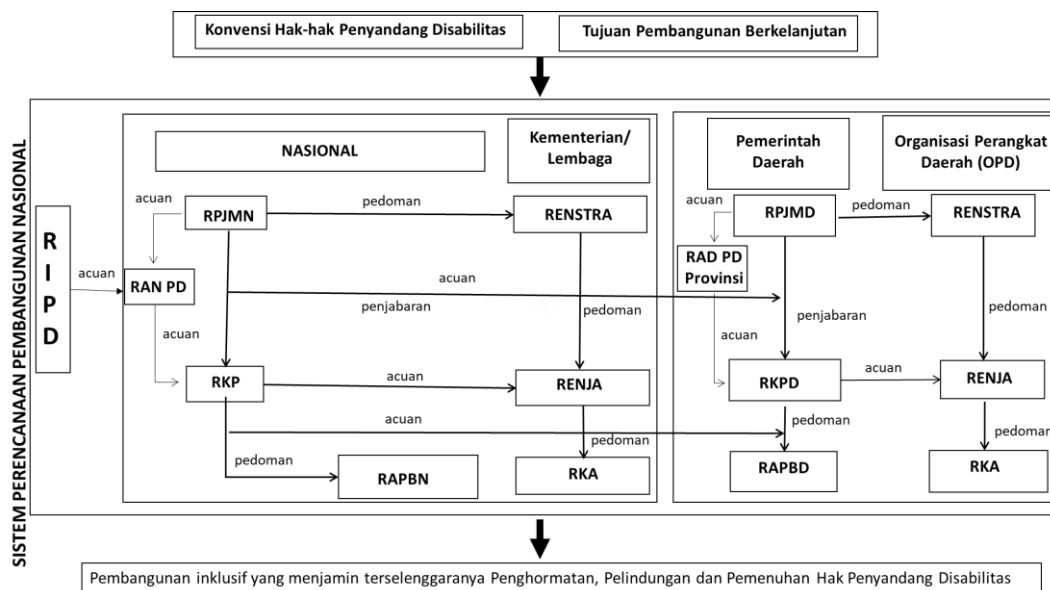 Konvensi Hak-hak Penyandang Disabilitas
Tujuan Pembangunan Berkelanjutan
SISTEM PERENCANAAN PEMBANGUNAN NASIONAL
NASIONAL
Kementerian/
Lembaga
Pemerintah
Daerah
Organisasi Perangkat
Daerah (OPD)
R
I
P
D
acuan
acuan
RPJMN
pedoman
RENSTRA
RAN PD
acuan
penjabaran
pedoman
RKP
acuan
RENJA
acuan
pedoman
pedoman
RAPBN
RKA
acuan
RPJMD
pedoman
RENSTRA
RAD PD
Provinsi
acuan
penjabaran
pedoman
RKPD
acuan
RENJA
pedoman
pedoman
RAPBD
RKA
Pembangunan inklusif yang menjamin terselenggaranya Penghormatan, Pelindungan dan Pemenuhan Hak Penyandang Disabilitas